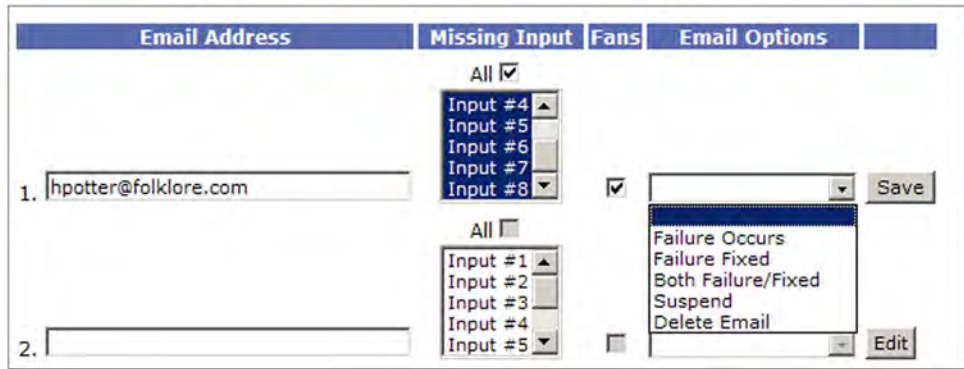 Email Address Missing Input Fans Email Options
All
Input #4
Input #5
Input #6
Input #7
Input #8
1. hpotter@folklore.com
Save
Failure Occurs
Failure Fixed
Both Failure/Fixed
Suspend
Delete Email
All
Input #1
Input #2
Input #3
Input #4
Input #5
2.
Edit